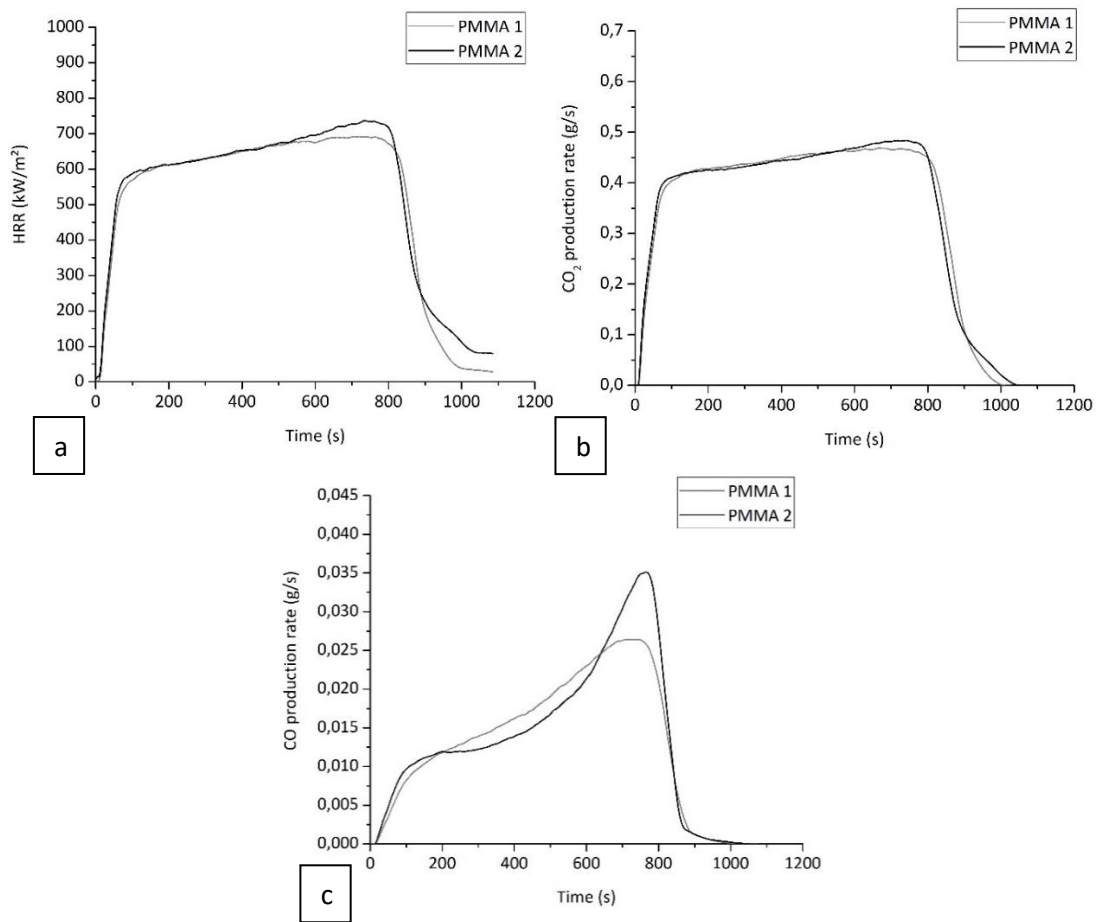 1000
900
800
700
600
500
400
300
200
100
0
HRR (kW/m²)
0 200 400 600 800 1000 1200
Time (s)
PMMA 1
PMMA 2
a
0,7
0,6
0,5
0,4
0,3
0,2
0,1
0,0
CO₂ production rate (g/s)
0 200 400 600 800 1000 1200
Time (s)
PMMA 1
PMMA 2
b
0,045
0,040
0,035
0,030
0,025
0,020
0,015
0,010
0,005
0,000
CO production rate (g/s)
0 200 400 600 800 1000 1200
Time (s)
PMMA 1
PMMA 2
c